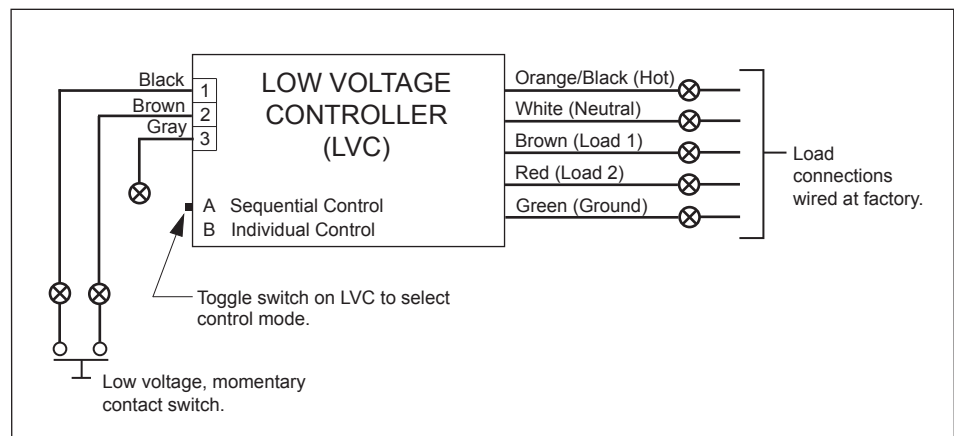 Black
Brown
Gray
1
2
3
LOW VOLTAGE
CONTROLLER
(LVC)
A Sequential Control
B Individual Control
Orange/Black (Hot)
White (Neutral)
Brown (Load 1)
Red (Load 2)
Green (Ground)
Load
connections
wired at factory.
Toggle switch on LVC to select
control mode.
Low voltage, momentary
contact switch.